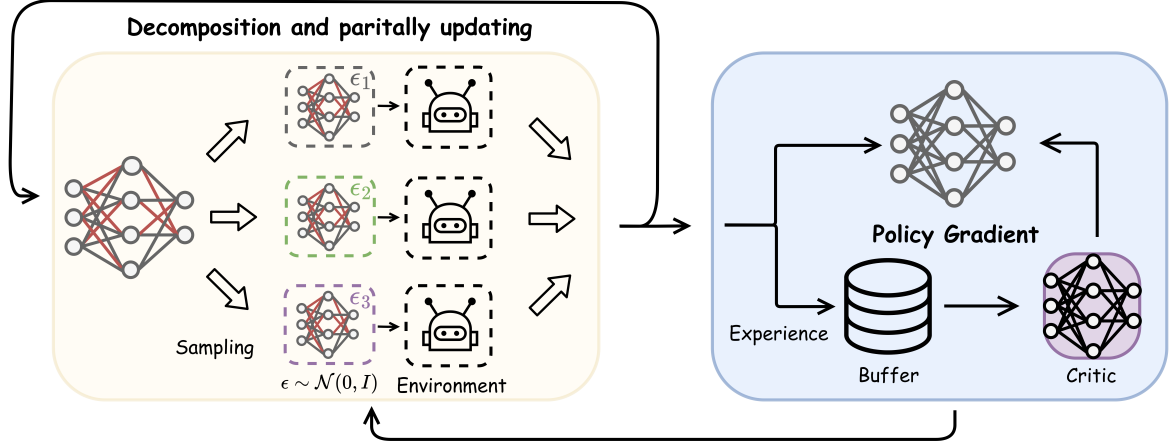 Decomposition and paritally updating
ϵ₁
ϵ₂
ϵ₃
Sampling
ϵ ∼ 𝒩(0, I)
Environment
Policy Gradient
Experience
Buffer
Critic